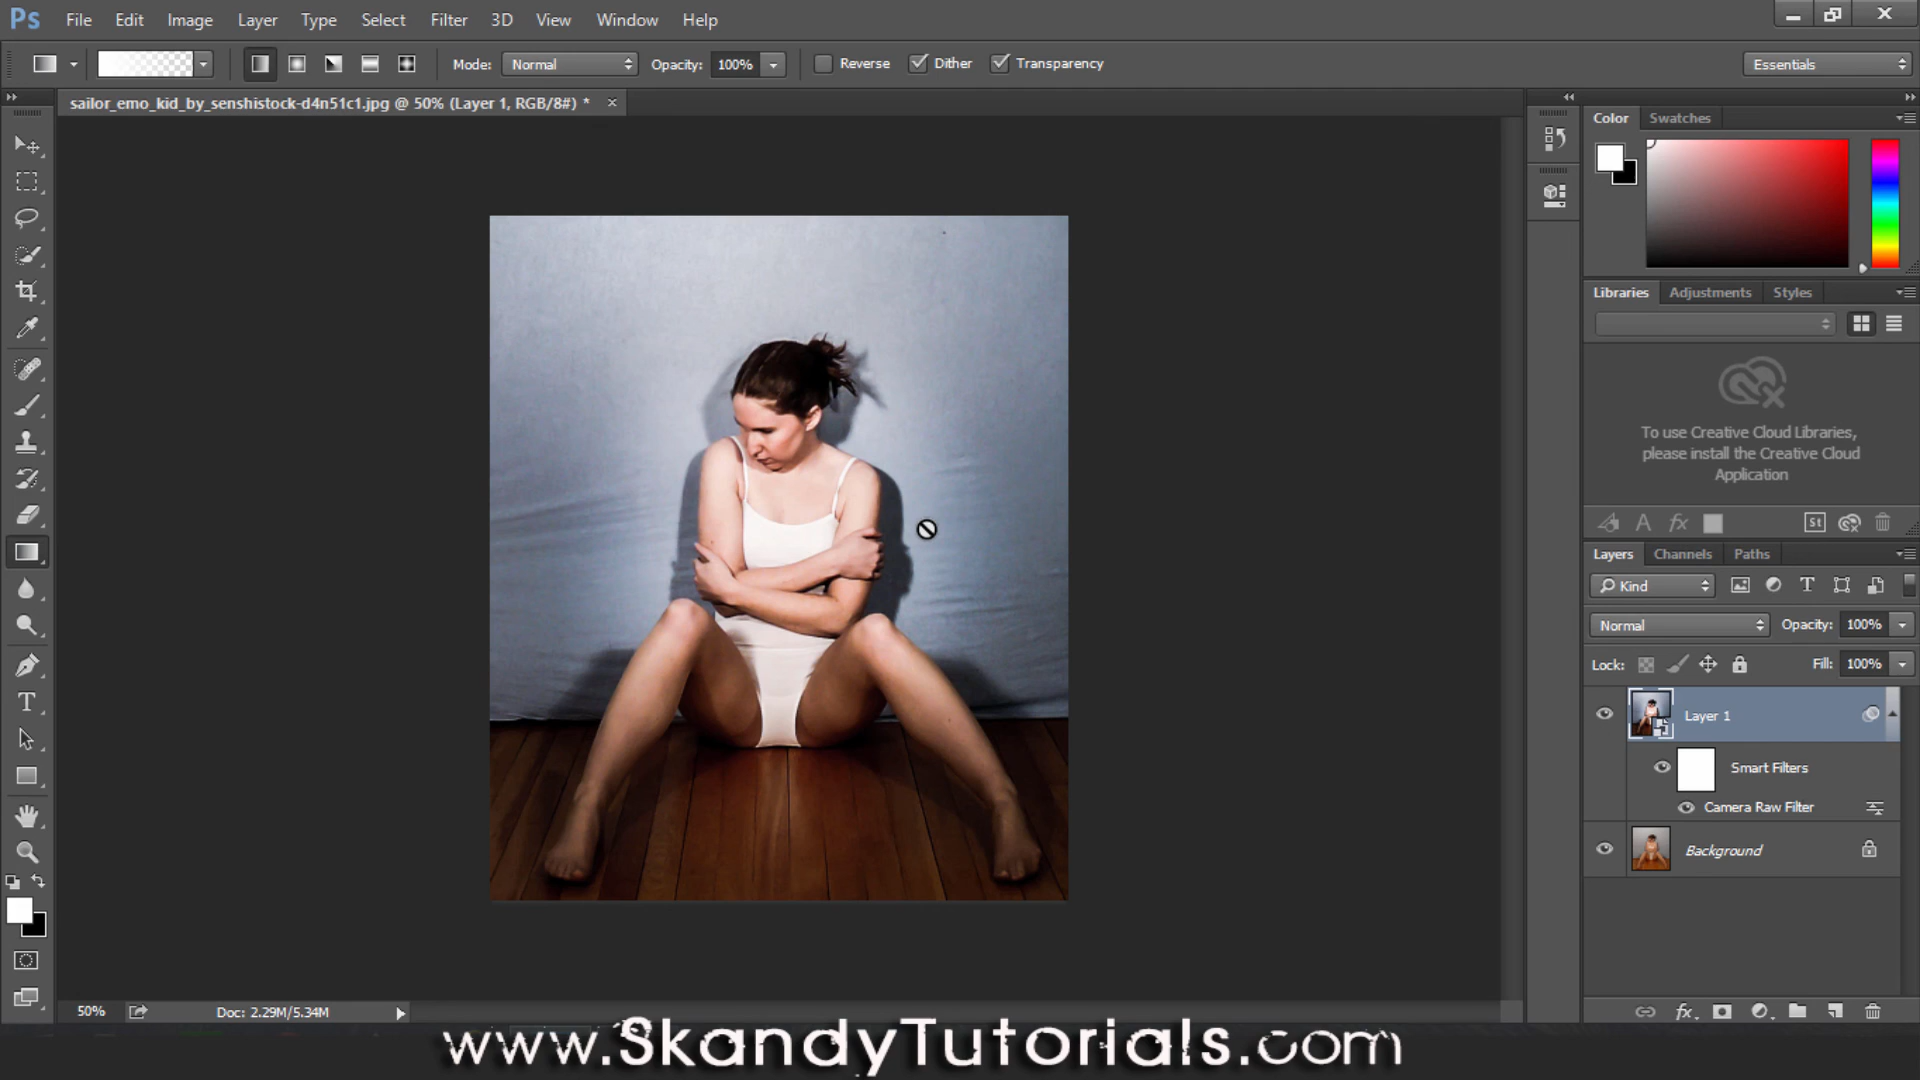 Ps File Edit Image Layer Type Select Filter 3D View Window Help
Mode: Normal Opacity: 100% Reverse Dither Transparency Essentials
sailor_emo_kid_by_senshistock-d4n51c1.jpg @ 50% (Layer 1, RGB/8#) * ×
Color Swatches
Libraries Adjustments Styles
To use Creative Cloud Libraries,
please install the Creative Cloud
Application
A fx St
Layers Channels Paths
Kind T
Normal Opacity: 100%
Lock: Fill: 100%
Layer 1
Smart Filters
Camera Raw Filter
Background
T
50% Doc: 2.29M/5.34M
fx
www.SkandyTutorials.com